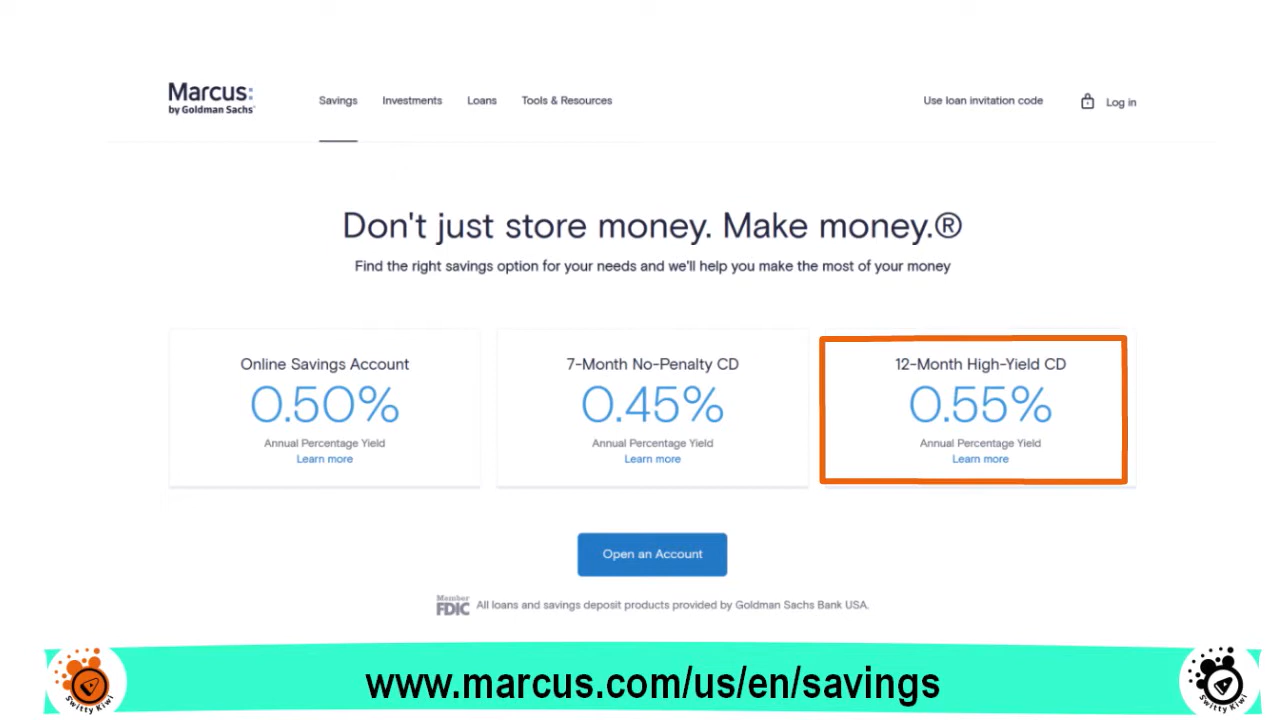 Marcus:
by Goldman Sachs
Savings
Investments
Loans
Tools & Resources
Use loan invitation code
Log in
Don't just store money. Make money.®
Find the right savings option for your needs and we'll help you make the most of your money
Online Savings Account
0.50%
Annual Percentage Yield
Learn more
7-Month No-Penalty CD
0.45%
Annual Percentage Yield
Learn more
12-Month High-Yield CD
0.55%
Annual Percentage Yield
Learn more
Open an Account
Member
FDIC
All loans and savings deposit products provided by Goldman Sachs Bank USA.
www.marcus.com/us/en/savings
Switty Kiwi
Switty Kiwi